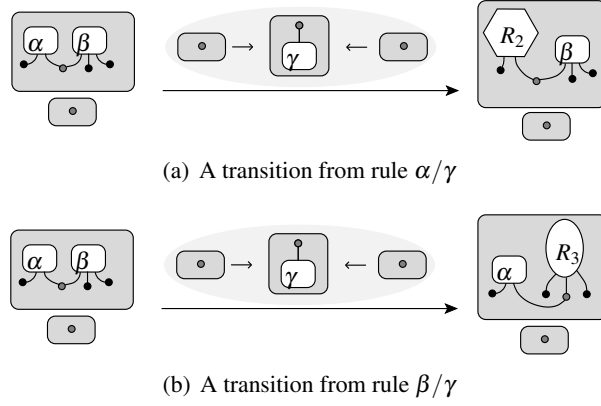 α β γ R₂ β
(a) A transition from rule α/γ
α β γ α R₃
(b) A transition from rule β/γ